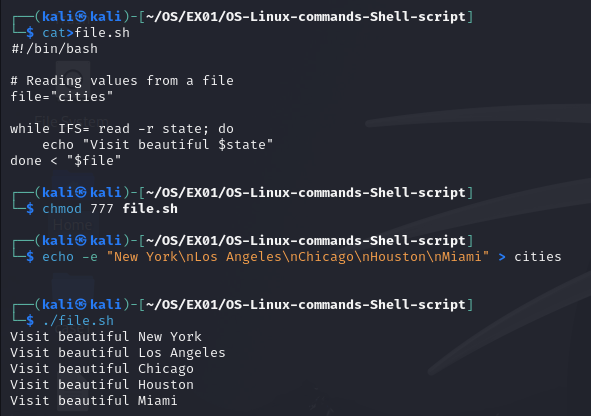 ┌──(kali㉿kali)-[~/OS/EX01/OS-Linux-commands-Shell-script]
└─$ cat>file.sh
#!/bin/bash

# Reading values from a file
file="cities"

while IFS= read -r state; do
    echo "Visit beautiful $state"
done < "$file"

┌──(kali㉿kali)-[~/OS/EX01/OS-Linux-commands-Shell-script]
└─$ chmod 777 file.sh

┌──(kali㉿kali)-[~/OS/EX01/OS-Linux-commands-Shell-script]
└─$ echo -e "New York\nLos Angeles\nChicago\nHouston\nMiami" > cities

┌──(kali㉿kali)-[~/OS/EX01/OS-Linux-commands-Shell-script]
└─$ ./file.sh
Visit beautiful New York
Visit beautiful Los Angeles
Visit beautiful Chicago
Visit beautiful Houston
Visit beautiful Miami
File System
Home